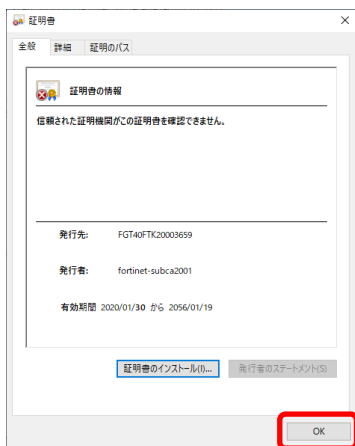 証明書
全般 詳細 証明のパス
証明書の情報
信頼された証明機関がこの証明書を確認できません。
発行先: FGT40FTK20003659
発行者: fortinet-subca2001
有効期間 2020/01/30 から 2056/01/19
証明書のインストール(I)... 発行者のステートメント(S)
OK